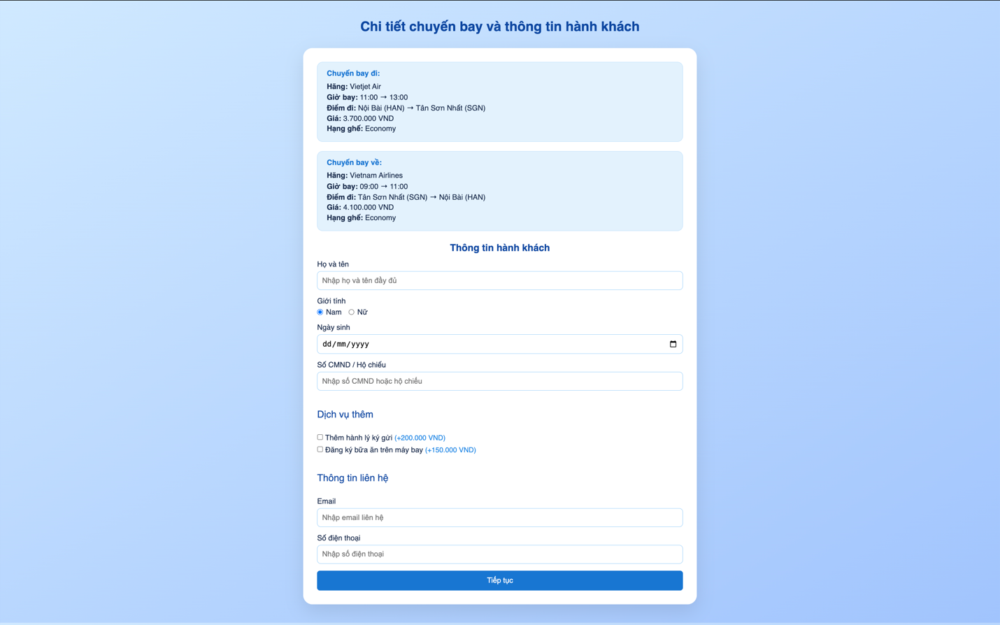 Chi tiết chuyến bay và thông tin hành khách
Chuyến bay đi:
Hãng: Vietjet Air
Giờ bay: 11:00 → 13:00
Điểm đi: Nội Bài (HAN) → Tân Sơn Nhất (SGN)
Giá: 3.700.000 VND
Hạng ghế: Economy
Chuyến bay về:
Hãng: Vietnam Airlines
Giờ bay: 09:00 → 11:00
Điểm đi: Tân Sơn Nhất (SGN) → Nội Bài (HAN)
Giá: 4.100.000 VND
Hạng ghế: Economy
Thông tin hành khách
Họ và tên
Nhập họ và tên đầy đủ
Giới tính
Nam Nữ
Ngày sinh
dd/mm/yyyy
Số CMND / Hộ chiếu
Nhập số CMND hoặc hộ chiếu
Dịch vụ thêm
Thêm hành lý ký gửi (+200.000 VND)
Đăng ký bữa ăn trên máy bay (+150.000 VND)
Thông tin liên hệ
Email
Nhập email liên hệ
Số điện thoại
Nhập số điện thoại
Tiếp tục